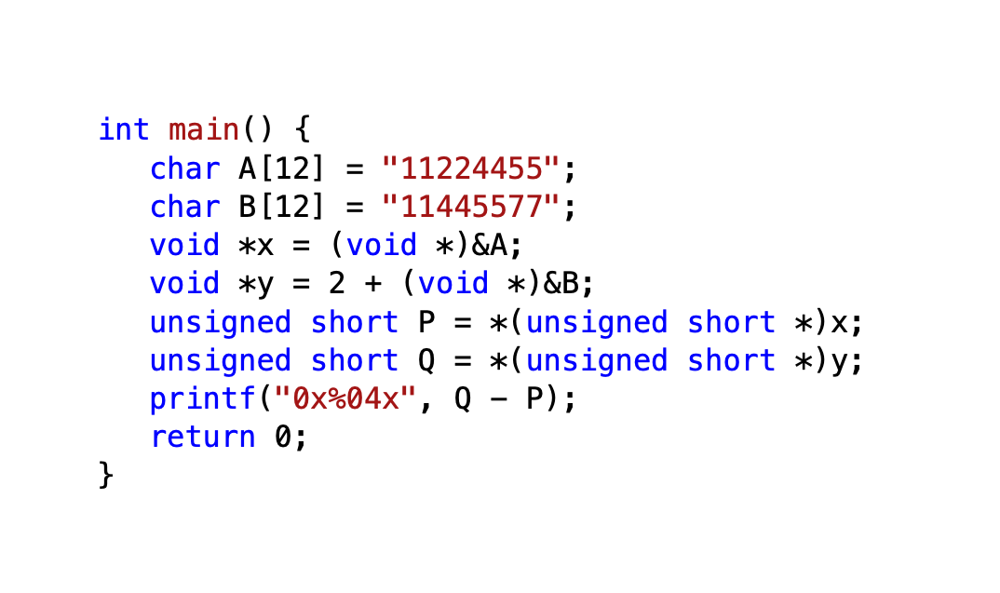 int main() {
   char A[12] = "11224455";
   char B[12] = "11445577";
   void *x = (void *)&A;
   void *y = 2 + (void *)&B;
   unsigned short P = *(unsigned short *)x;
   unsigned short Q = *(unsigned short *)y;
   printf("0x%04x", Q - P);
   return 0;
}